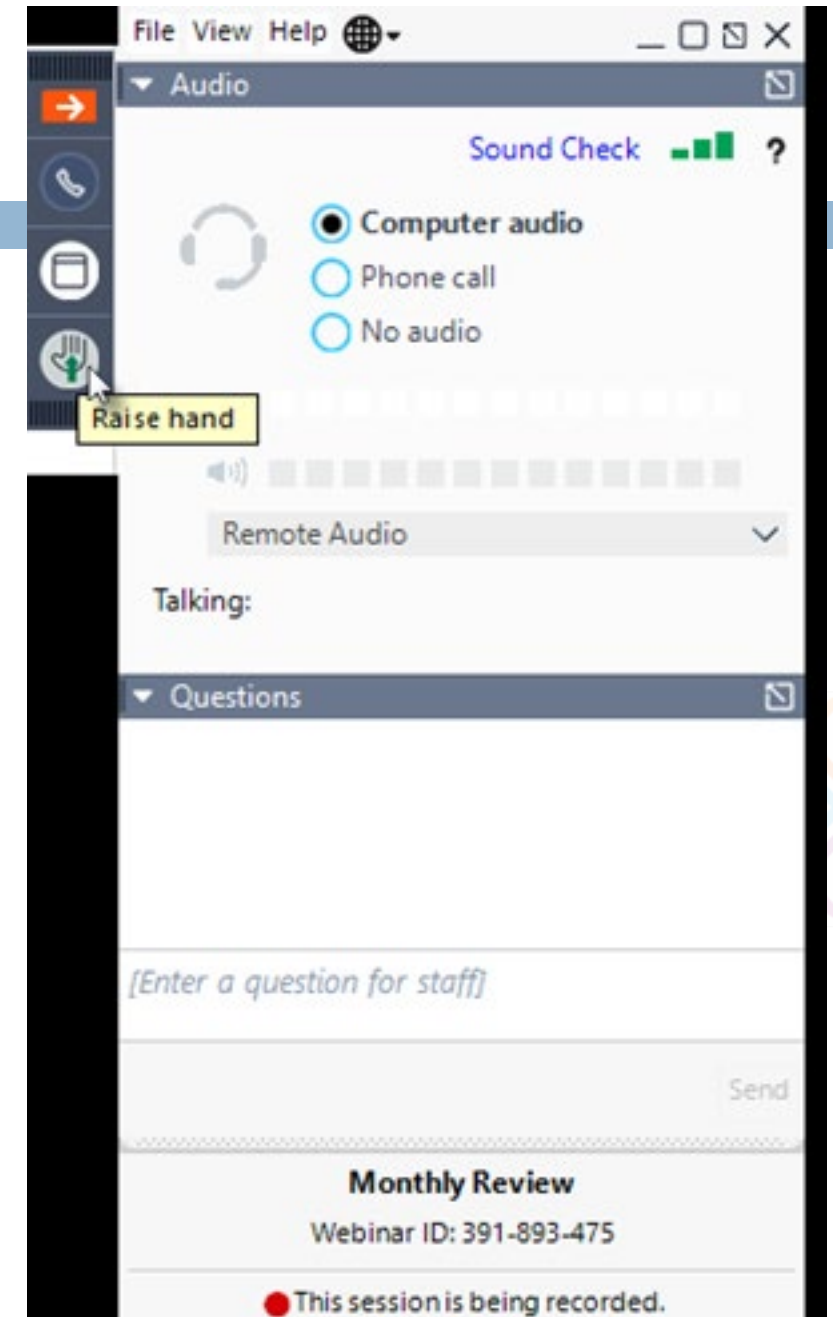 File View Help
Audio
Sound Check ?
Computer audio
Phone call
No audio
Raise hand
Remote Audio
Talking:
Questions
[Enter a question for staff]
Send
Monthly Review
Webinar ID: 391-893-475
This session is being recorded.